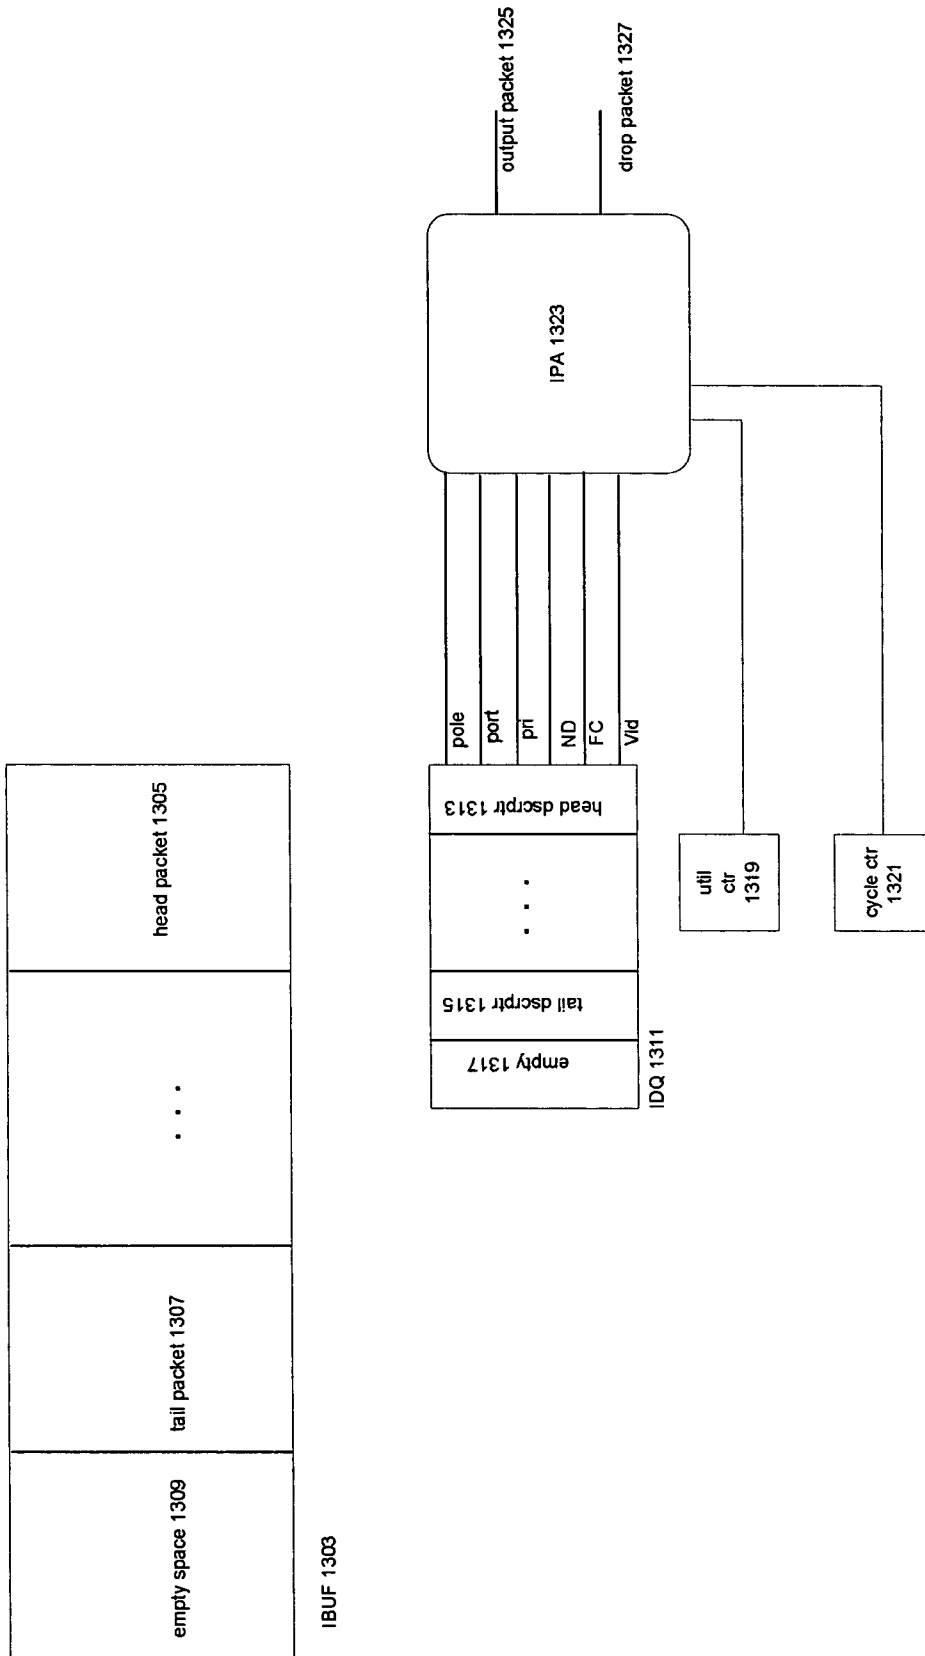 output packet 1325
drop packet 1327
IPA 1323
pole
port
pri
ND
FC
Vid
head packet 1305
. . .
tail packet 1307
empty space 1309
IBUF 1303
head dscrptr 1313
. . .
tail dscrptr 1315
empty 1317
IDQ 1311
util
ctr
1319
cycle ctr
1321